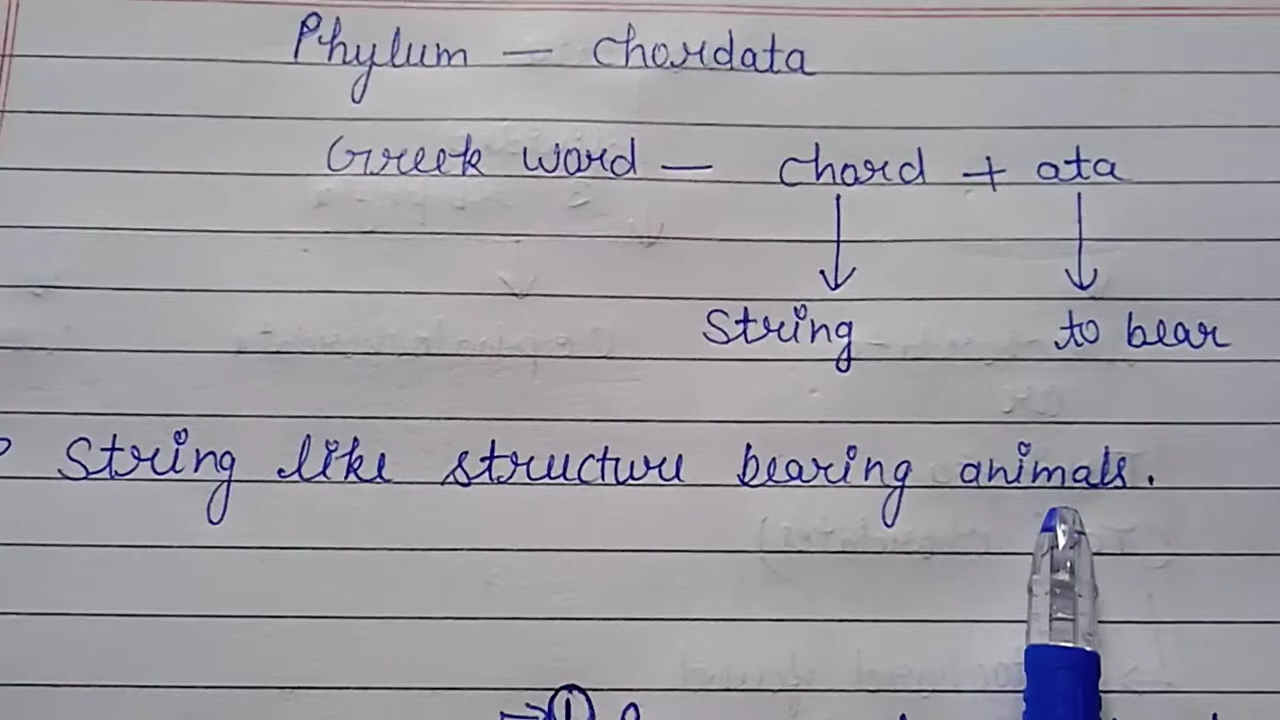 Phylum — Chordata
Greek word — chord + ata
String to bear
String like structure bearing animals.